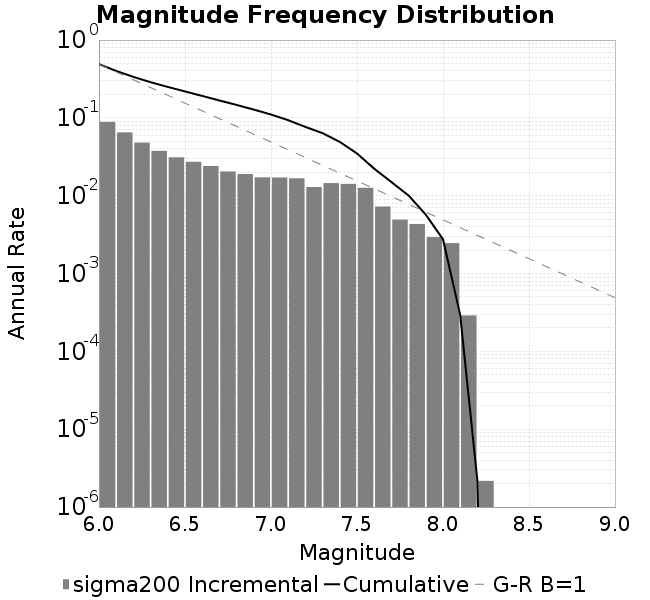 Magnitude Frequency Distribution
10^0
10^-1
10^-2
10^-3
10^-4
10^-5
10^-6
Annual Rate
6.0 6.5 7.0 7.5 8.0 8.5 9.0
Magnitude
sigma200 Incremental Cumulative G-R B=1